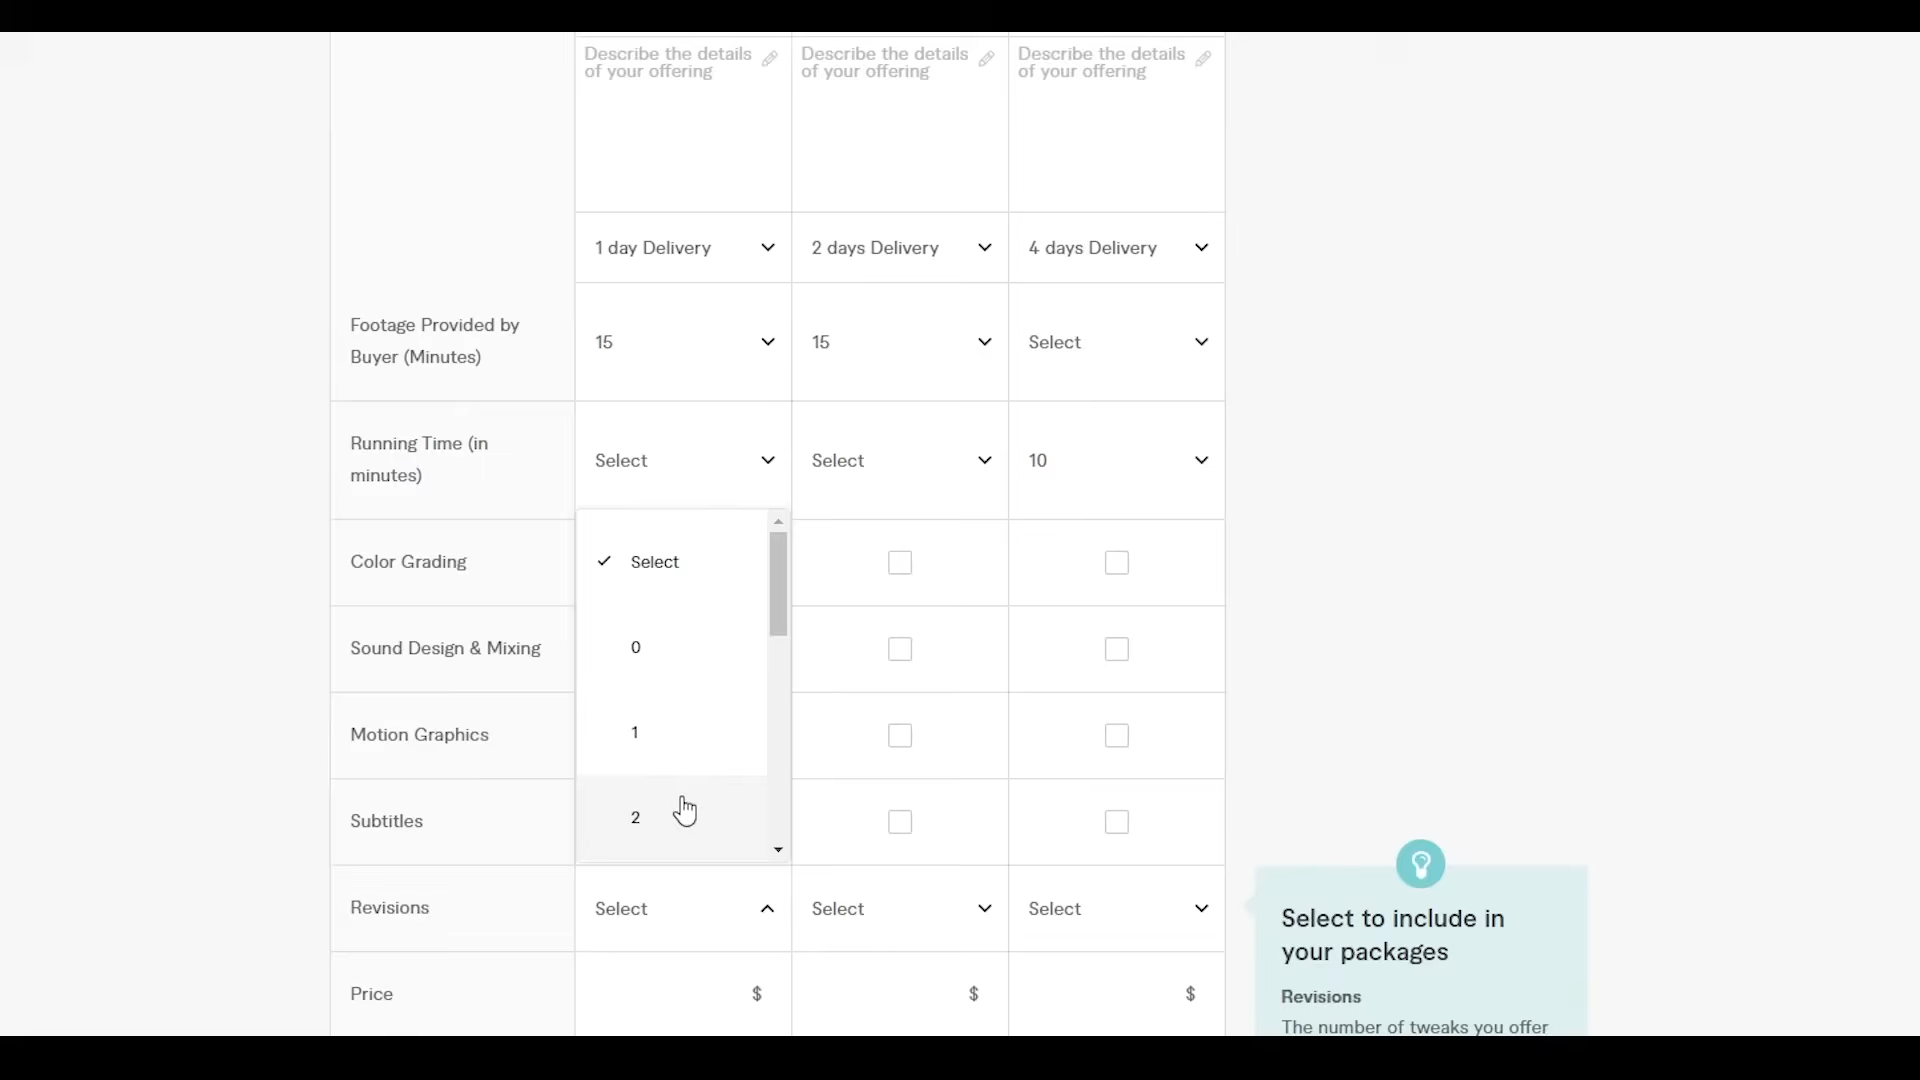 Describe the details
of your offering
Describe the details
of your offering
Describe the details
of your offering
1 day Delivery
2 days Delivery
4 days Delivery
Footage Provided by
Buyer (Minutes)
15
15
Select
Running Time (in
minutes)
Select
Select
10
Color Grading
Select
Sound Design & Mixing
0
Motion Graphics
1
Subtitles
2
Revisions
Select
Select
Select
Price
$
$
$
Select to include in
your packages
Revisions
The number of tweaks you offer